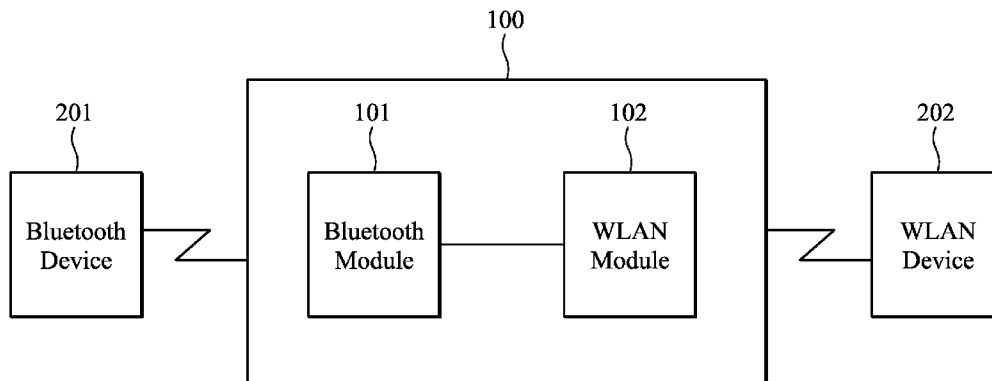 100
201
101
102
202
Bluetooth
Device
Bluetooth
Module
WLAN
Module
WLAN
Device